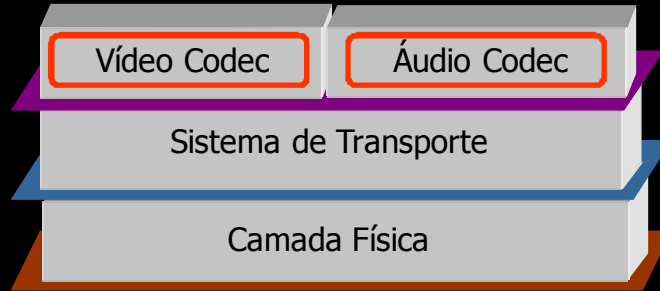 Vídeo Codec
Áudio Codec
Sistema de Transporte
Camada Física